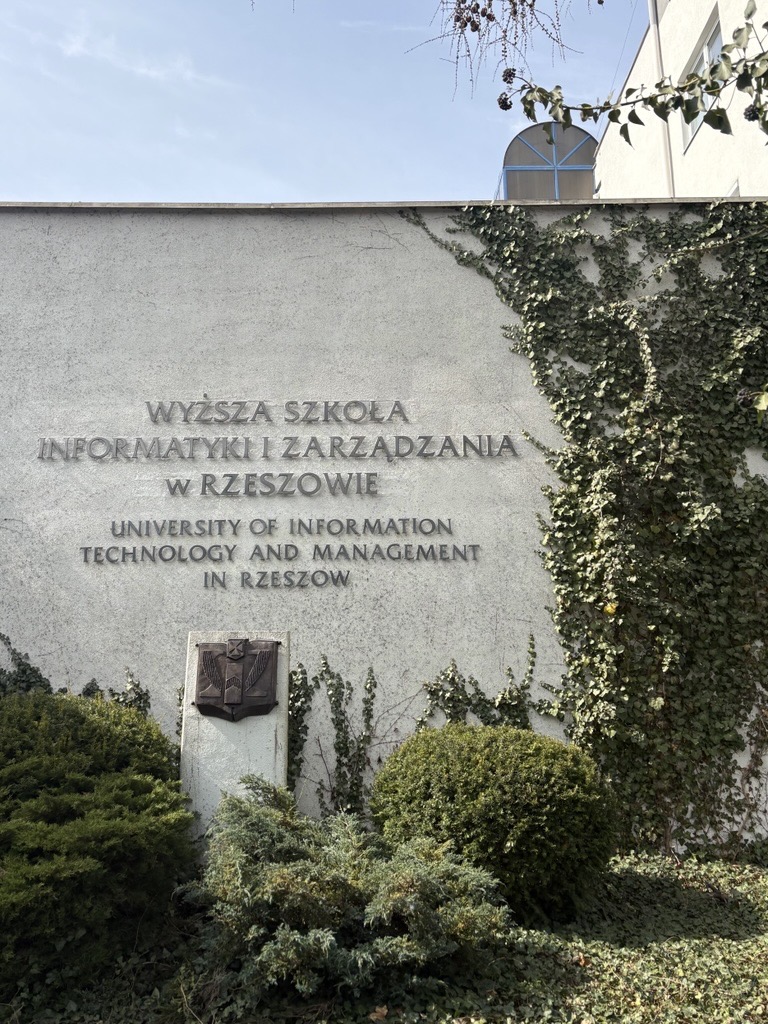 WYŻSZA SZKOŁA
INFORMATYKI I ZARZĄDZANIA
w RZESZOWIE
UNIVERSITY OF INFORMATION
TECHNOLOGY AND MANAGEMENT
IN RZESZOW